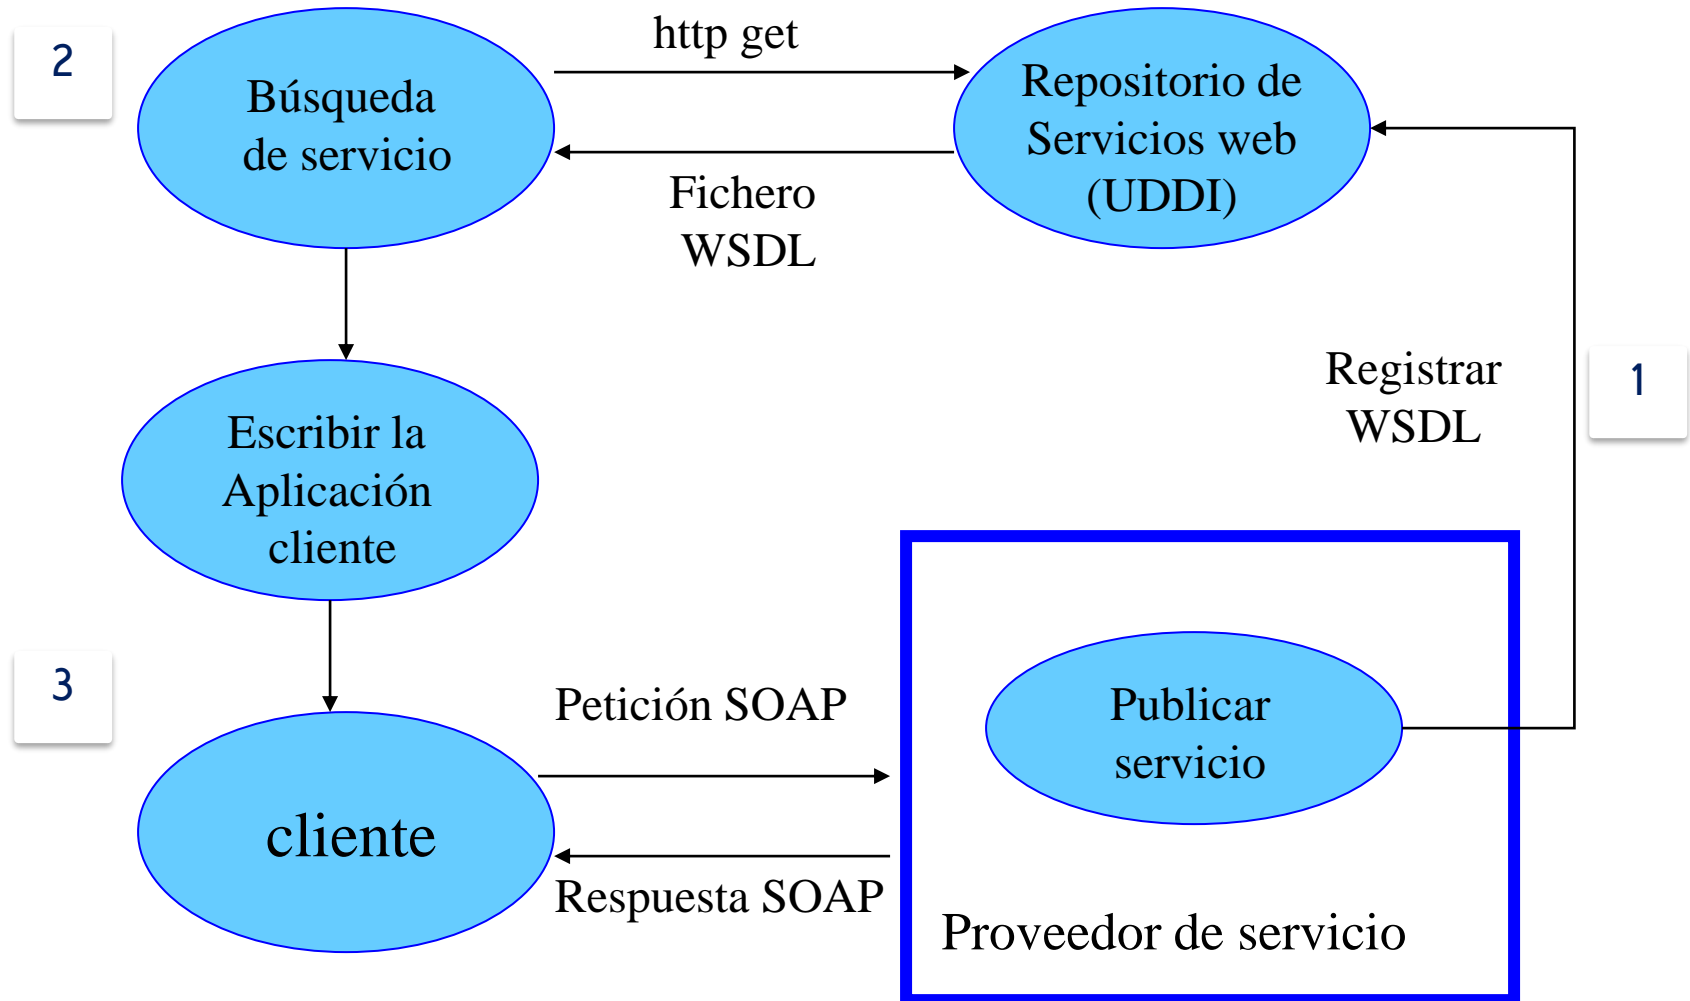 2
http get
Búsqueda
de servicio
Repositorio de
Servicios web
(UDDI)
Fichero
WSDL
Registrar
WSDL
1
Escribir la
Aplicación
cliente
3
Petición SOAP
Publicar
servicio
cliente
Respuesta SOAP
Proveedor de servicio